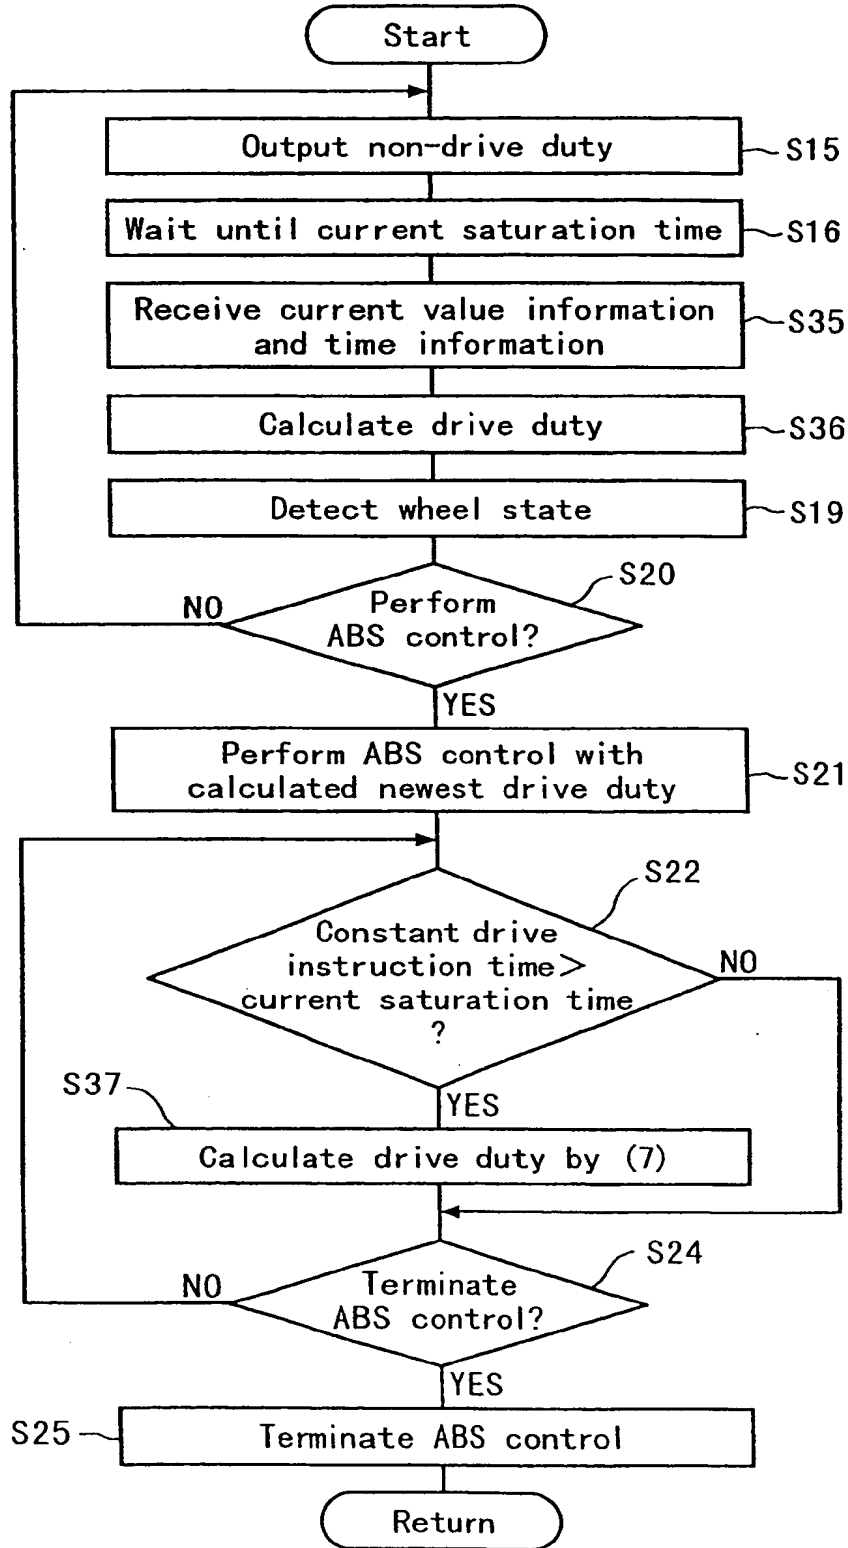 Start
Output non-drive duty
S15
Wait until current saturation time
S16
Receive current value information
and time information
S35
Calculate drive duty
S36
Detect wheel state
S19
S20
NO
Perform
ABS control?
YES
Perform ABS control with
calculated newest drive duty
S21
S22
Constant drive
instruction time>
current saturation time
?
NO
S37
YES
Calculate drive duty by (7)
S24
NO
Terminate
ABS control?
YES
S25
Terminate ABS control
Return